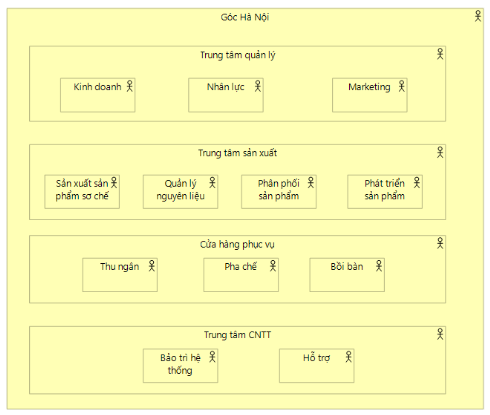 Góc Hà Nội
Trung tâm quản lý
Kinh doanh
Nhân lực
Marketing
Trung tâm sản xuất
Sản xuất sản
phẩm sơ chế
Quản lý
nguyên liệu
Phân phối
sản phẩm
Phát triển
sản phẩm
Cửa hàng phục vụ
Thu ngân
Pha chế
Bồi bàn
Trung tâm CNTT
Bảo trì hệ
thống
Hỗ trợ